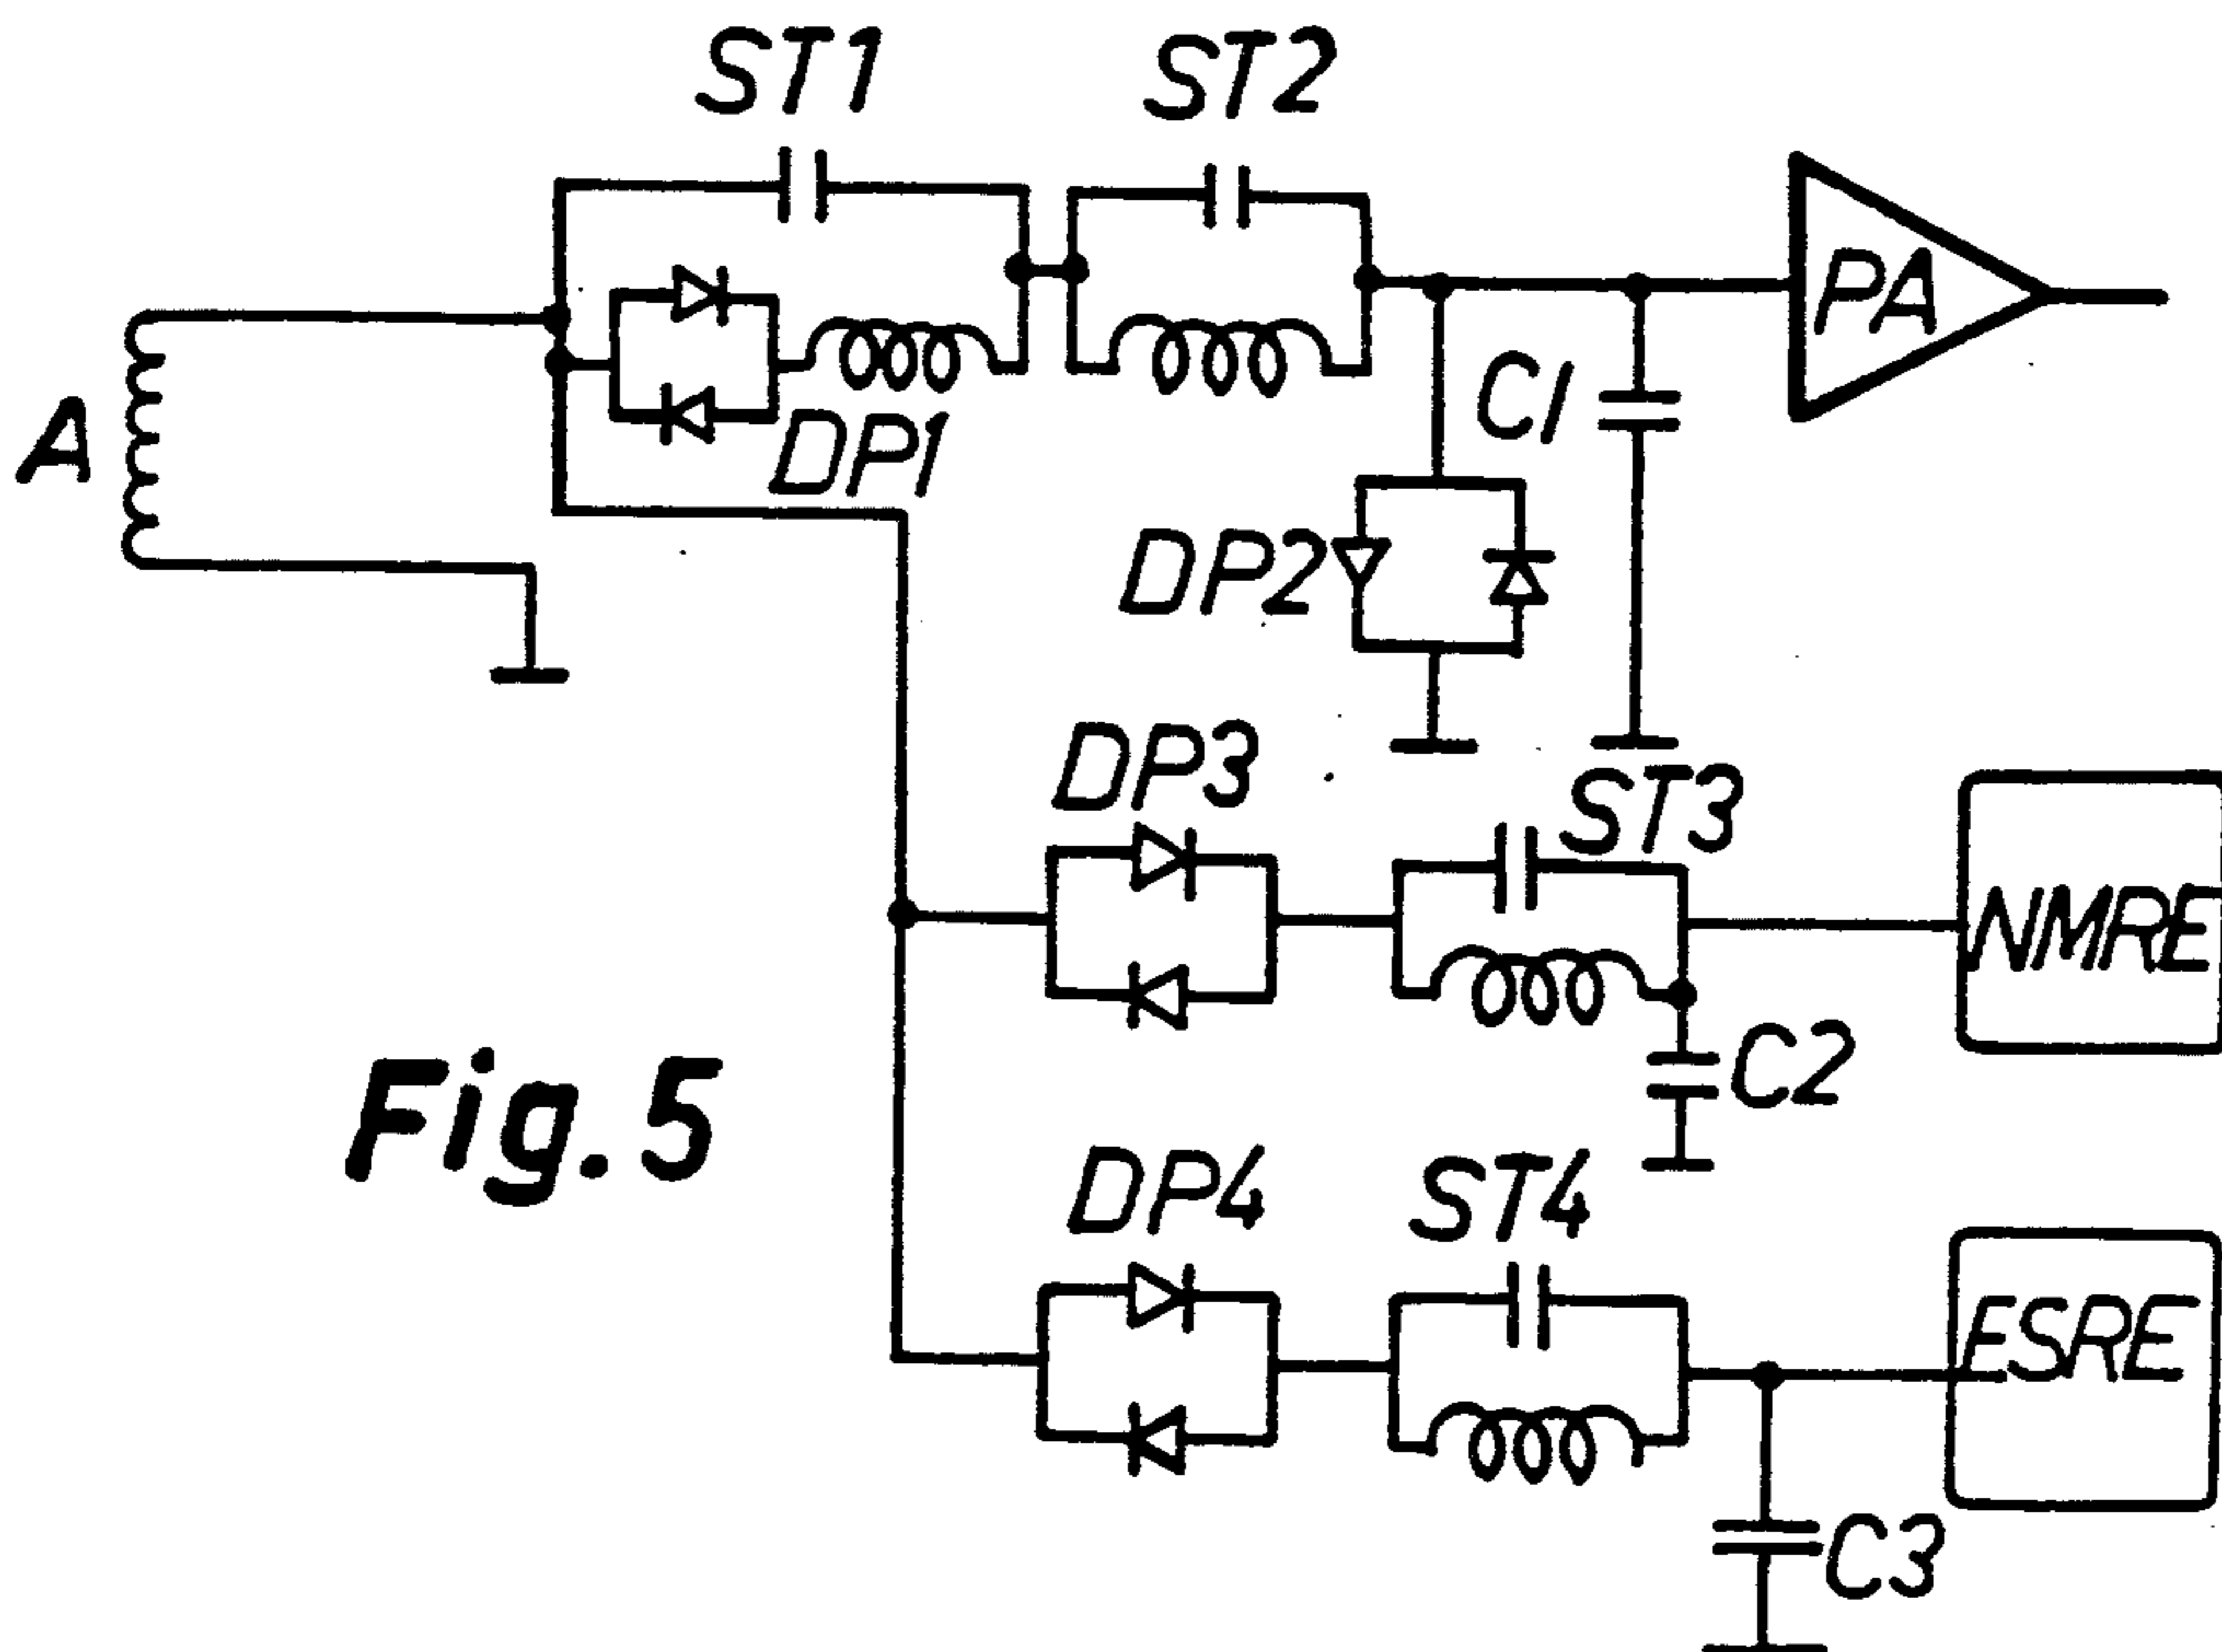 ST1
ST2
PA
A
DP1
C1
DP2
DP3
ST3
NMRE
C2
Fig. 5
DP4
ST4
ESRE
C3